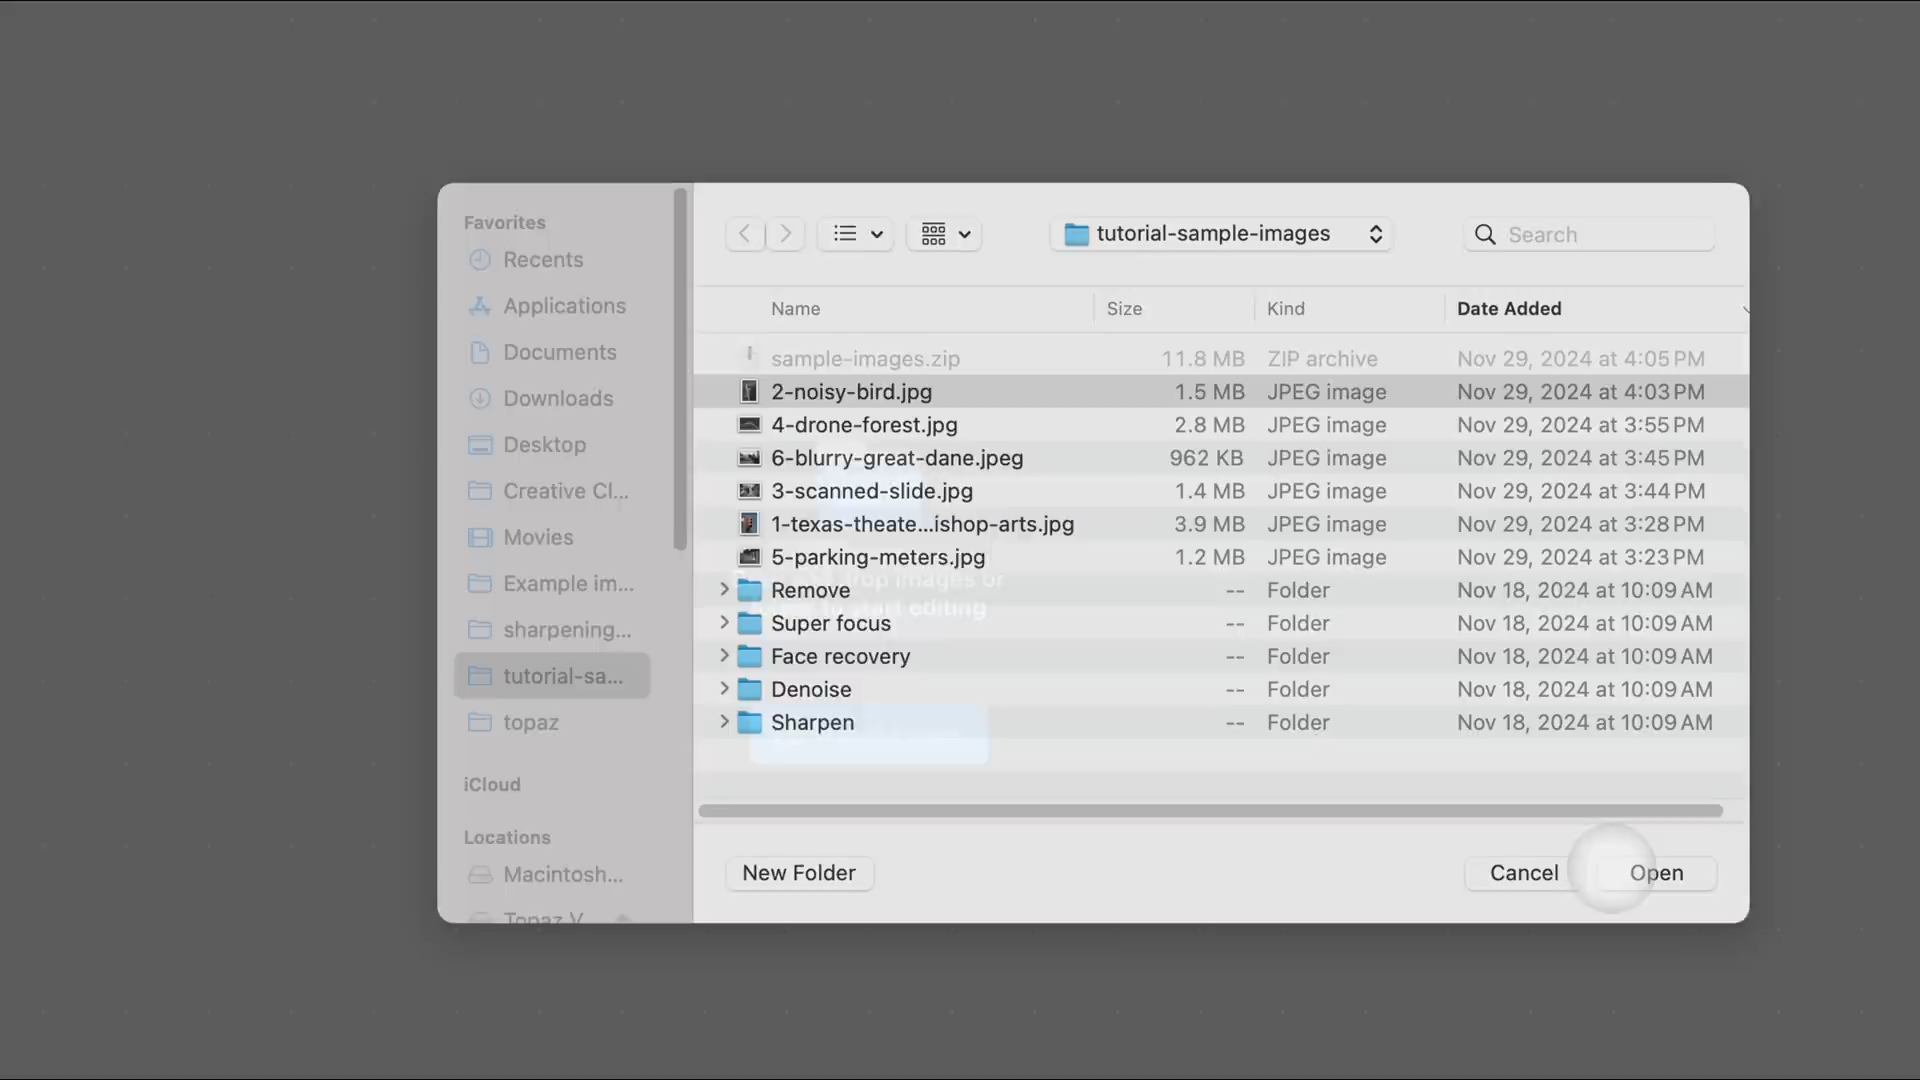 Favorites
Recents
Applications
Documents
Downloads
Desktop
Creative Cl...
Movies
Example im...
sharpening...
tutorial-sa...
topaz
iCloud
Locations
Macintosh...
Topaz V
tutorial-sample-images
Search
Name Size Kind Date Added
sample-images.zip 11.8 MB ZIP archive Nov 29, 2024 at 4:05 PM
2-noisy-bird.jpg 1.5 MB JPEG image Nov 29, 2024 at 4:03 PM
4-drone-forest.jpg 2.8 MB JPEG image Nov 29, 2024 at 3:55 PM
6-blurry-great-dane.jpeg 962 KB JPEG image Nov 29, 2024 at 3:45 PM
3-scanned-slide.jpg 1.4 MB JPEG image Nov 29, 2024 at 3:44 PM
1-texas-theate...ishop-arts.jpg 3.9 MB JPEG image Nov 29, 2024 at 3:28 PM
5-parking-meters.jpg 1.2 MB JPEG image Nov 29, 2024 at 3:23 PM
images or
Remove -- Folder Nov 18, 2024 at 10:09 AM
start editing
Super focus -- Folder Nov 18, 2024 at 10:09 AM
Face recovery -- Folder Nov 18, 2024 at 10:09 AM
Denoise -- Folder Nov 18, 2024 at 10:09 AM
Sharpen -- Folder Nov 18, 2024 at 10:09 AM
New Folder Cancel Open